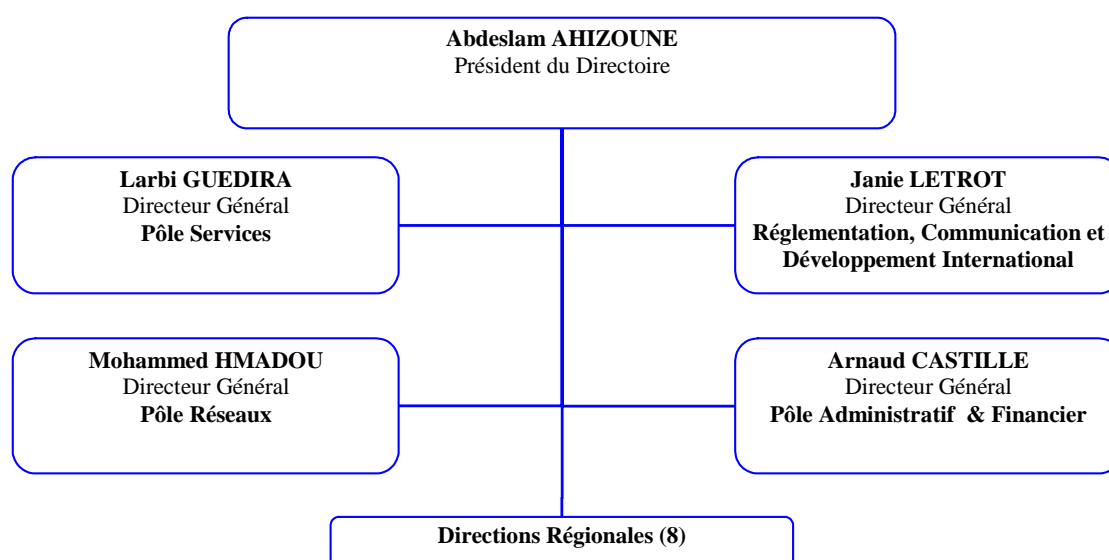 Abdeslam AHIZOUNE
Président du Directoire
Larbi GUEDIRA
Directeur Général
Pôle Services
Janie LETROT
Directeur Général
Réglementation, Communication et
Développement International
Mohammed HMADOU
Directeur Général
Pôle Réseaux
Arnaud CASTILLE
Directeur Général
Pôle Administratif & Financier
Directions Régionales (8)